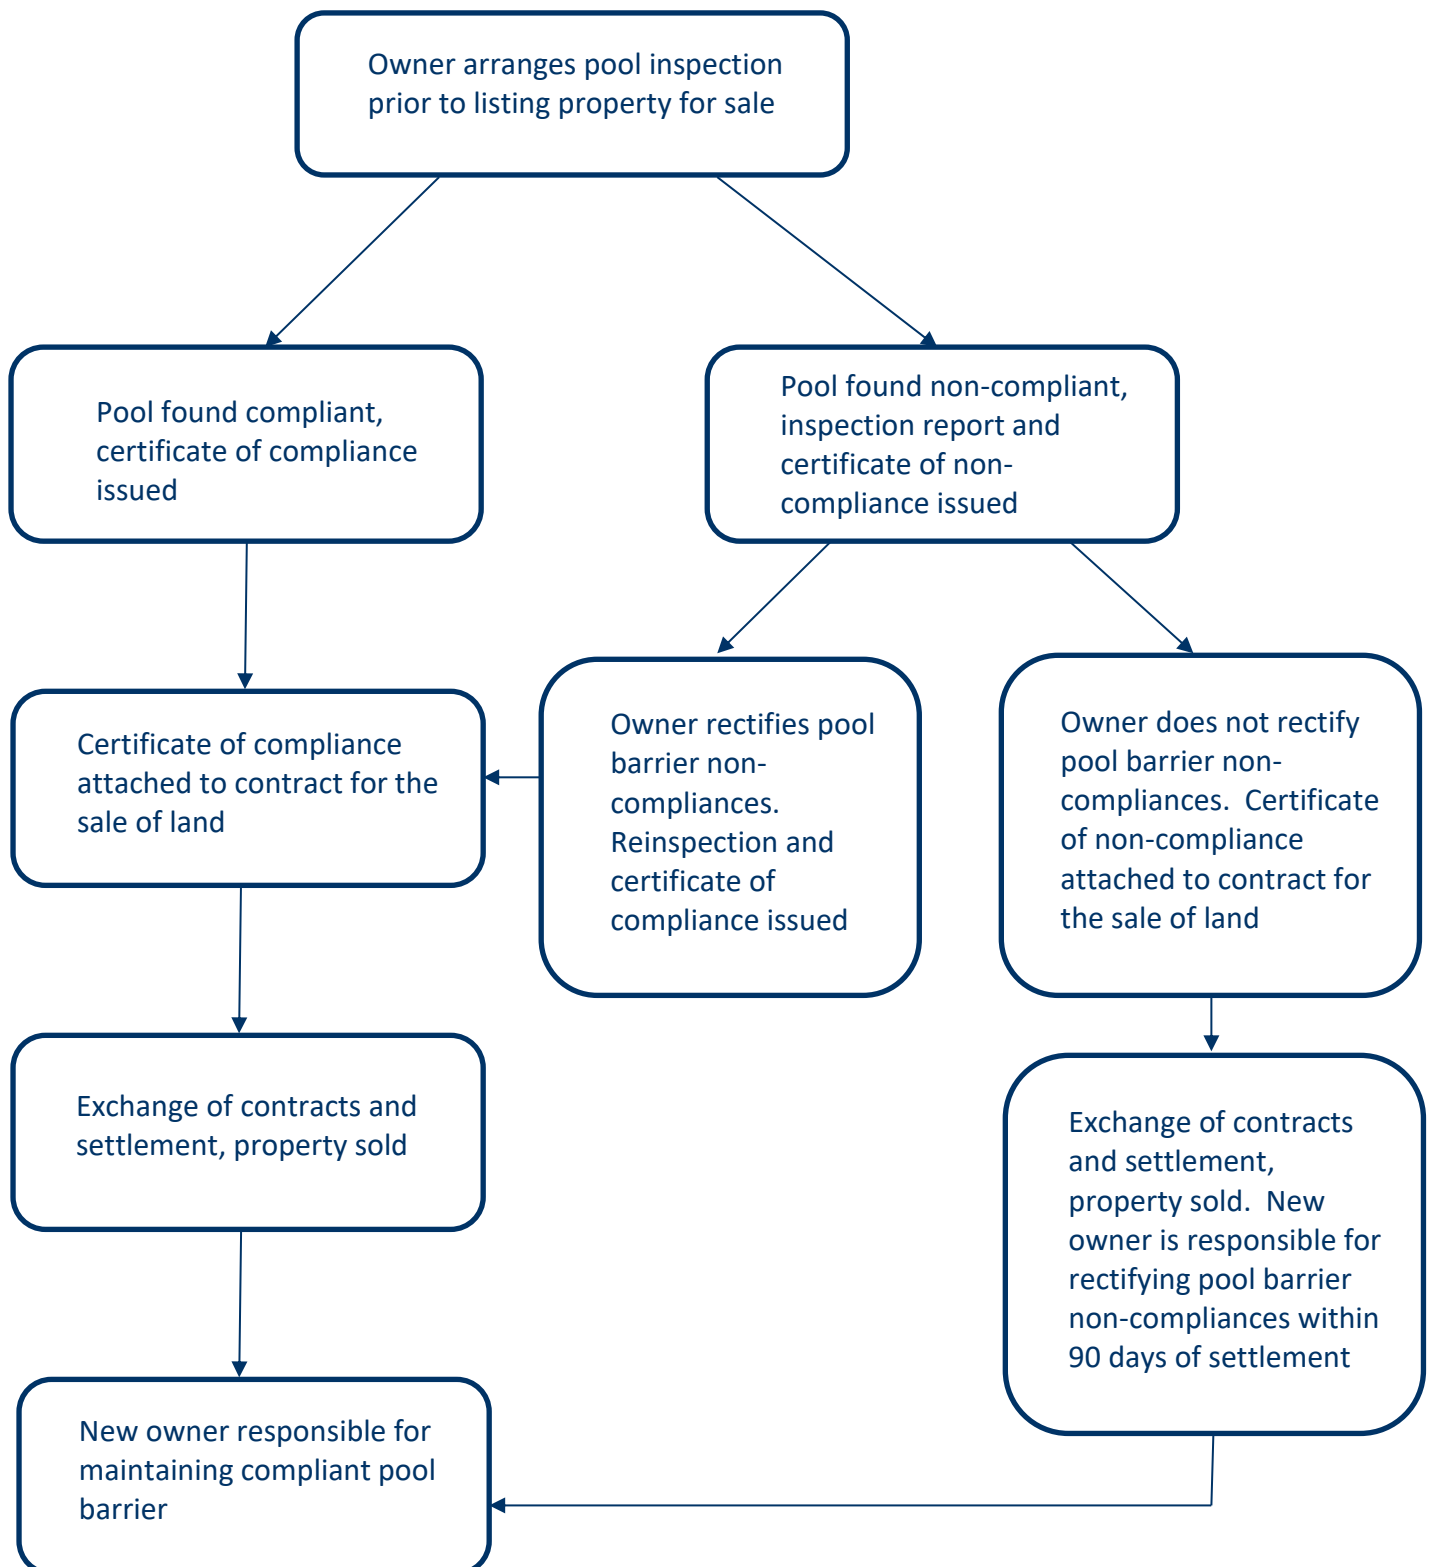 Owner arranges pool inspection
prior to listing property for sale
Pool found compliant,
certificate of compliance
issued
Pool found non-compliant,
inspection report and
certificate of non-
compliance issued
Certificate of compliance
attached to contract for the
sale of land
Owner rectifies pool
barrier non-
compliances.
Reinspection and
certificate of
compliance issued
Owner does not rectify
pool barrier non-
compliances.  Certificate
of non-compliance
attached to contract for
the sale of land
Exchange of contracts and
settlement, property sold
Exchange of contracts
and settlement,
property sold.  New
owner is responsible for
rectifying pool barrier
non-compliances within
90 days of settlement
New owner responsible for
maintaining compliant pool
barrier